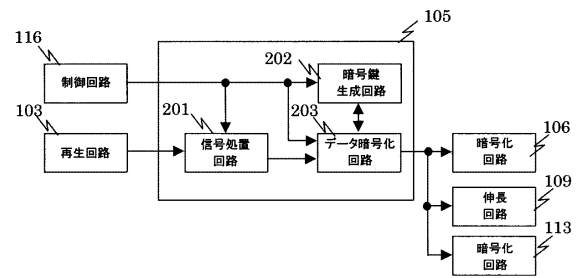 105
116
202
制御回路
暗号鍵
生成回路
103
201
203
再生回路
信号処置
回路
データ暗号化
回路
106
暗号化
回路
109
伸長
回路
113
暗号化
回路